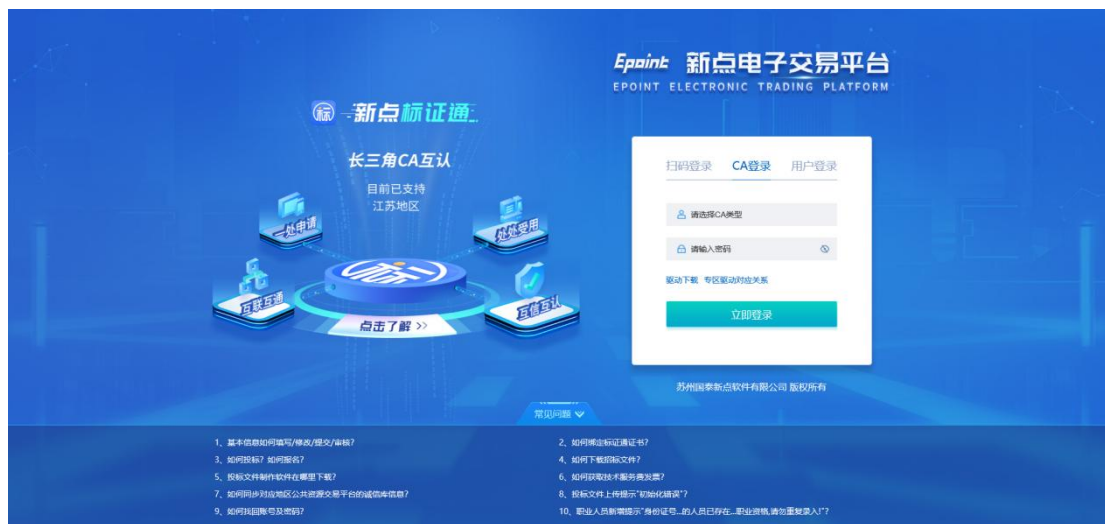 Epoint 新点电子交易平台
EPOINT ELECTRONIC TRADING PLATFORM
标 新点标证通
长三角CA互认
目前已支持
江苏地区
一处申请
处处受用
标
互联互通
互信互认
点击了解 >>
扫码登录 CA登录 用户登录
请选择CA类型
请输入密码
驱动下载 专区驱动对应关系
立即登录
苏州国泰新点软件有限公司 版权所有
常见问题
1、基本信息如何填写/修改/提交/审核?
2、如何绑定标证通证书?
3、如何投标? 如何报名?
4、如何下载招标文件?
5、投标文件制作软件在哪里下载?
6、如何获取技术服务费发票?
7、如何同步对应地区公共资源交易平台的诚信库信息?
8、投标文件上传提示"初始化错误"?
9、如何找回账号及密码?
10、职业人员新增提示"身份证号...的人员已存在...职业资格,请勿重复录入!"?